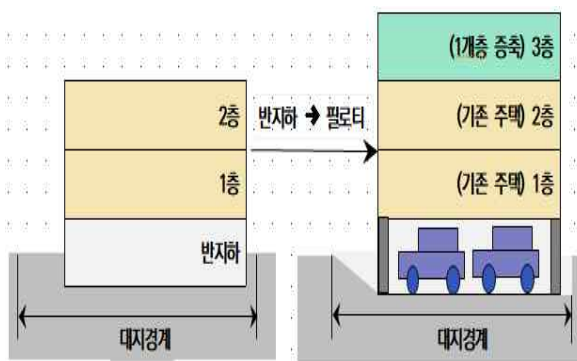 2층
1층
반지하
대지경계
반지하 → 필로티
(1개층 증축) 3층
(기존 주택) 2층
(기존 주택) 1층
대지경계